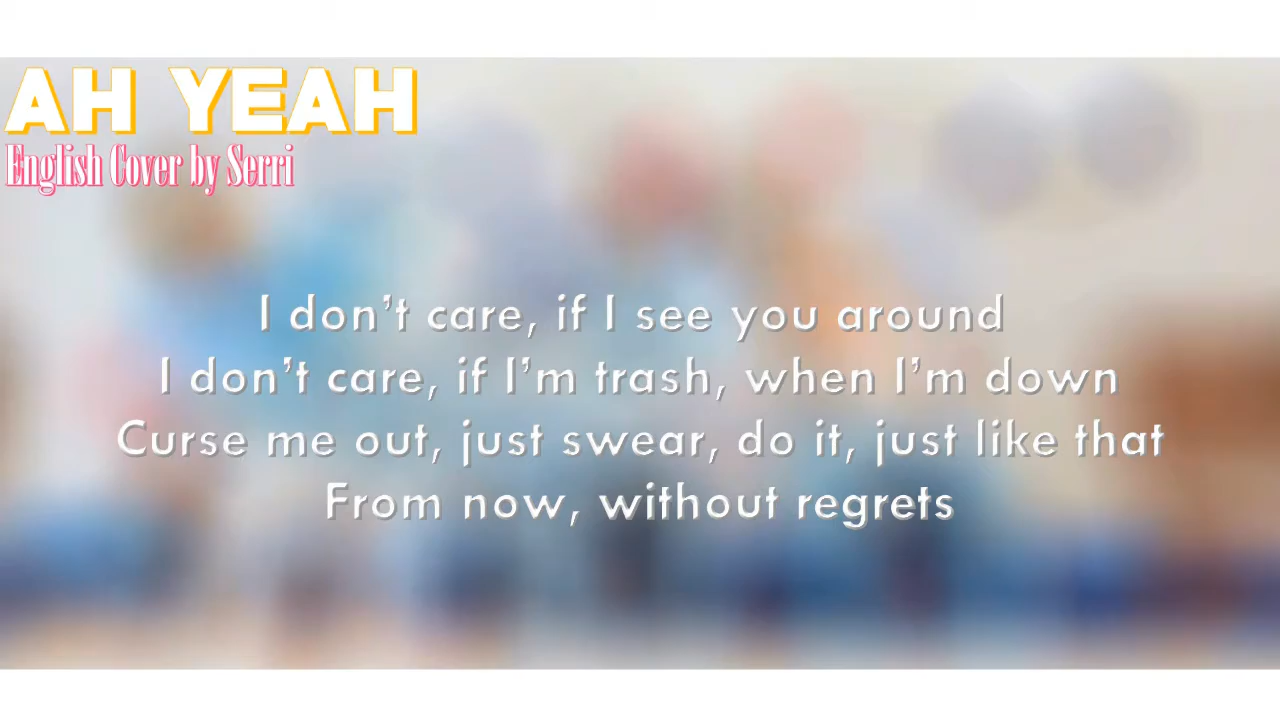 AH YEAH
English Cover by Serri
I don’t care, if I see you around
I don’t care, if I’m trash, when I’m down
Curse me out, just swear, do it, just like that
From now, without regrets